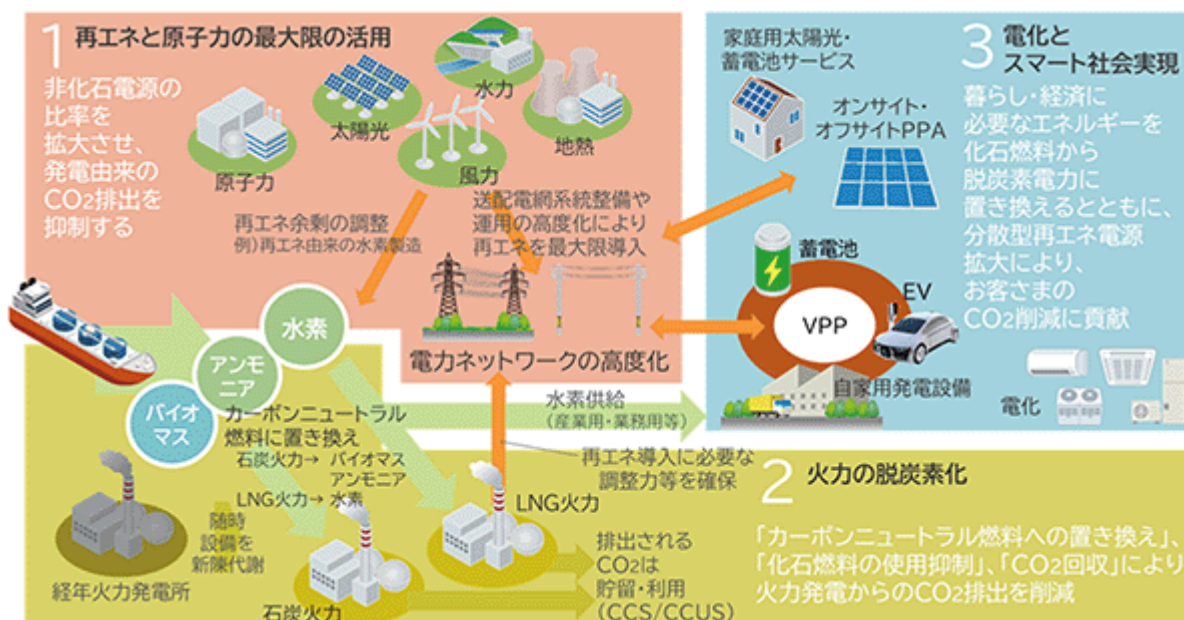 1 再エネと原子力の最大限の活用
非化石電源の
比率を
拡大させ、
発電由来の
CO2排出を
抑制する
原子力
太陽光
水力
風力
地熱
再エネ余剰の調整
例)再エネ由来の水素製造
送配電網系統整備や
運用の高度化により
再エネを最大限導入
電力ネットワークの高度化
3 電化と
スマート社会実現
暮らし・経済に
必要なエネルギーを
化石燃料から
脱炭素電力に
置き換えるとともに、
分散型再エネ電源
拡大により、
お客さまの
CO2削減に貢献
家庭用太陽光・
蓄電池サービス
オンサイト・
オフサイトPPA
蓄電池
EV
VPP
自家用発電設備
電化
水素
アンモ
ニア
バイオ
マス
カーボンニュートラル
燃料に置き換え
石炭火力→ バイオマス
アンモニア
LNG火力→ 水素
水素供給
(産業用・業務用等)
再エネ導入に必要な
調整力等を確保
LNG火力
随時
設備を
新陳代謝
経年火力発電所
石炭火力
排出される
CO2は
貯留・利用
(CCS/CCUS)
2 火力の脱炭素化
「カーボンニュートラル燃料への置き換え」、
「化石燃料の使用抑制」、「CO2回収」により
火力発電からのCO2排出を削減